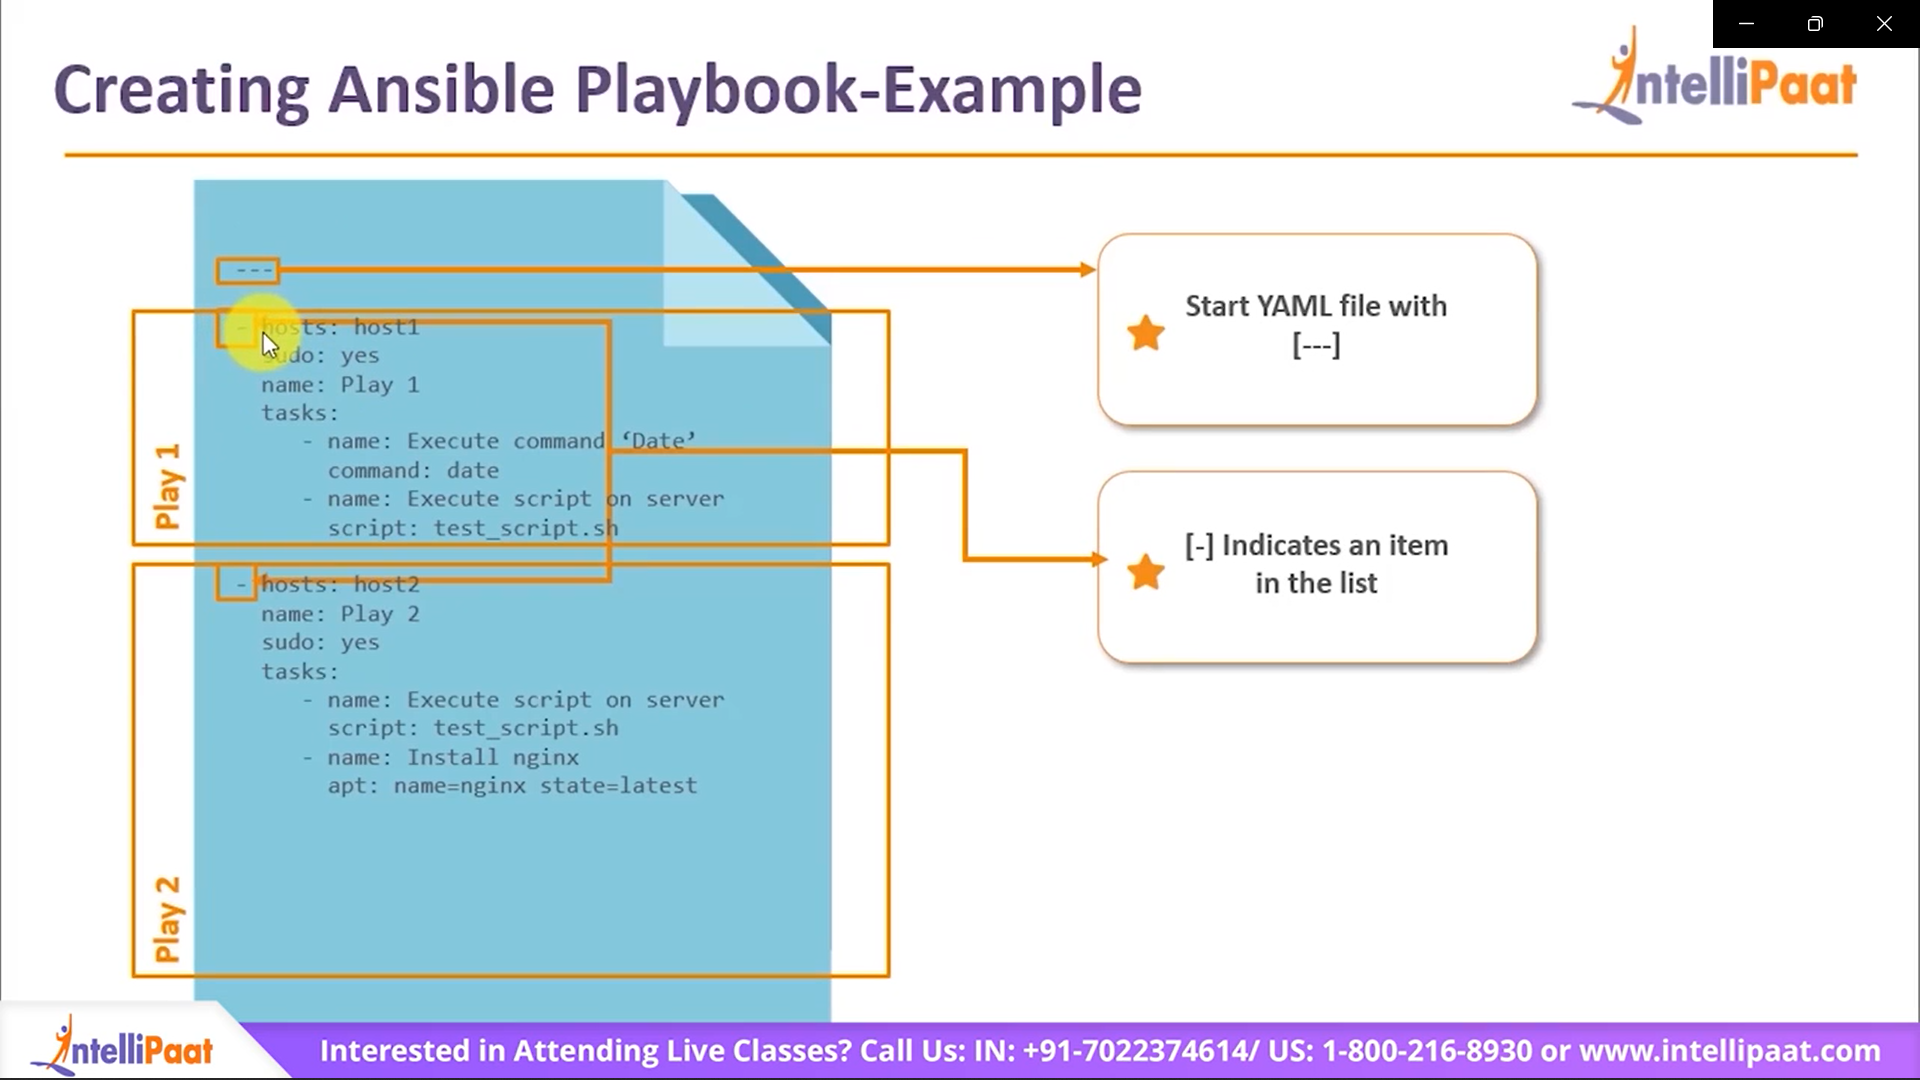 Creating Ansible Playbook-Example
IntelliPaat
---
- hosts: host1
sudo: yes
name: Play 1
tasks:
- name: Execute command ‘Date’
command: date
- name: Execute script on server
script: test_script.sh
Play 1
- hosts: host2
name: Play 2
sudo: yes
tasks:
- name: Execute script on server
script: test_script.sh
- name: Install nginx
apt: name=nginx state=latest
Play 2
Start YAML file with
[---]
[-] Indicates an item
in the list
IntelliPaat
Interested in Attending Live Classes? Call Us: IN: +91-7022374614/ US: 1-800-216-8930 or www.intellipaat.com